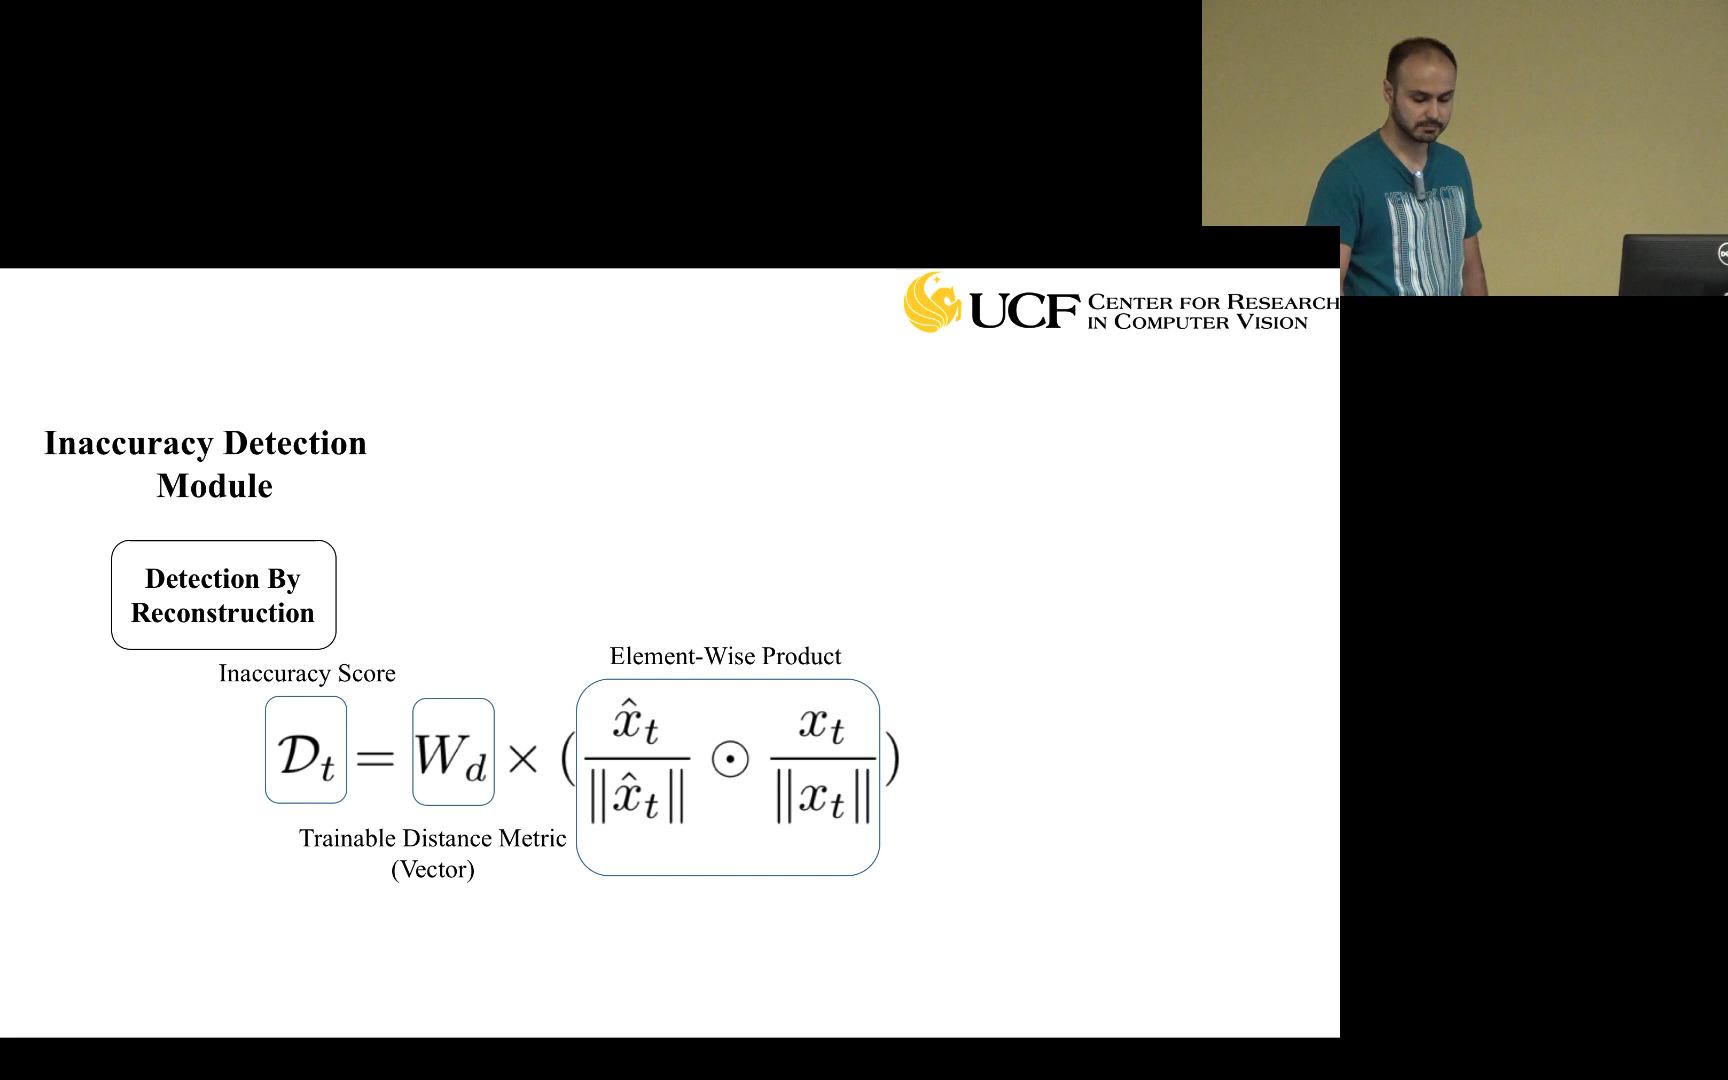 UCF CENTER FOR RESEARCH
IN COMPUTER VISION
Inaccuracy Detection
Module
Detection By
Reconstruction
Inaccuracy Score
Element-Wise Product
𝒟_t = W_d × ( x̂_t / ‖x̂_t‖ ⊙ x_t / ‖x_t‖ )
Trainable Distance Metric
(Vector)